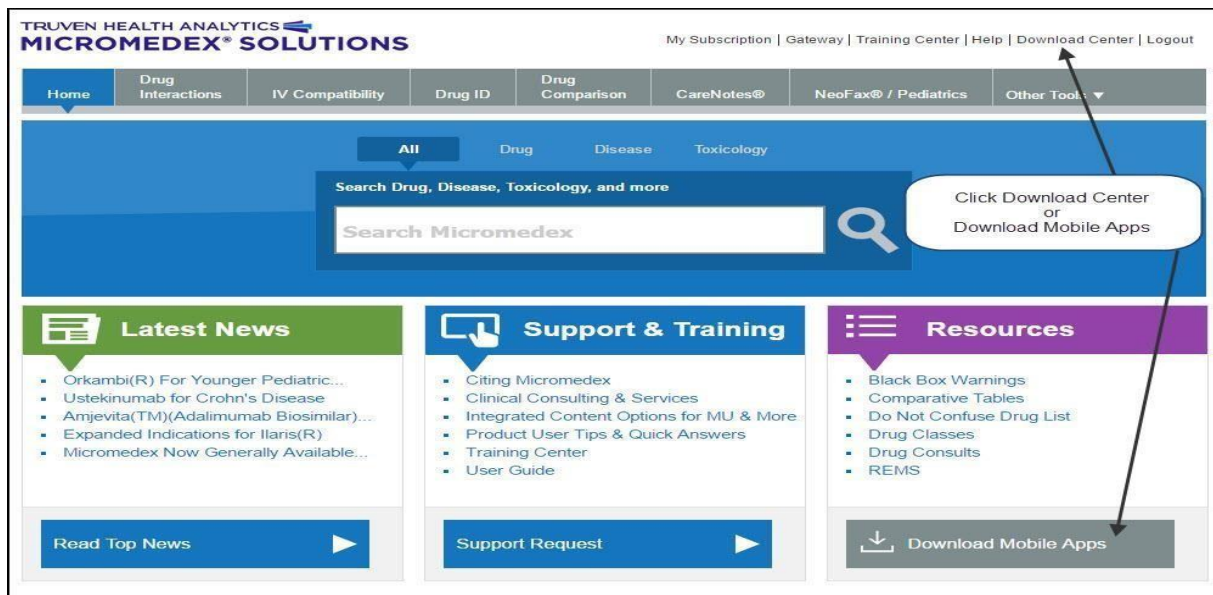 TRUVEN HEALTH ANALYTICS
MICROMEDEX® SOLUTIONS
My Subscription | Gateway | Training Center | Help | Download Center | Logout
Home
Drug Interactions
IV Compatibility
Drug ID
Drug Comparison
CareNotes®
NeoFax® / Pediatrics
Other Tools
All
Drug
Disease
Toxicology
Search Drug, Disease, Toxicology, and more
Search Micromedex
Click Download Center
or
Download Mobile Apps
Latest News
Orkambi(R) For Younger Pediatric...
Ustekinumab for Crohn's Disease
Amjevita(TM)(Adalimumab Biosimilar)...
Expanded Indications for Ilaris(R)
Micromedex Now Generally Available...
Read Top News
Support & Training
Citing Micromedex
Clinical Consulting & Services
Integrated Content Options for MU & More
Product User Tips & Quick Answers
Training Center
User Guide
Support Request
Resources
Black Box Warnings
Comparative Tables
Do Not Confuse Drug List
Drug Classes
Drug Consults
REMS
Download Mobile Apps